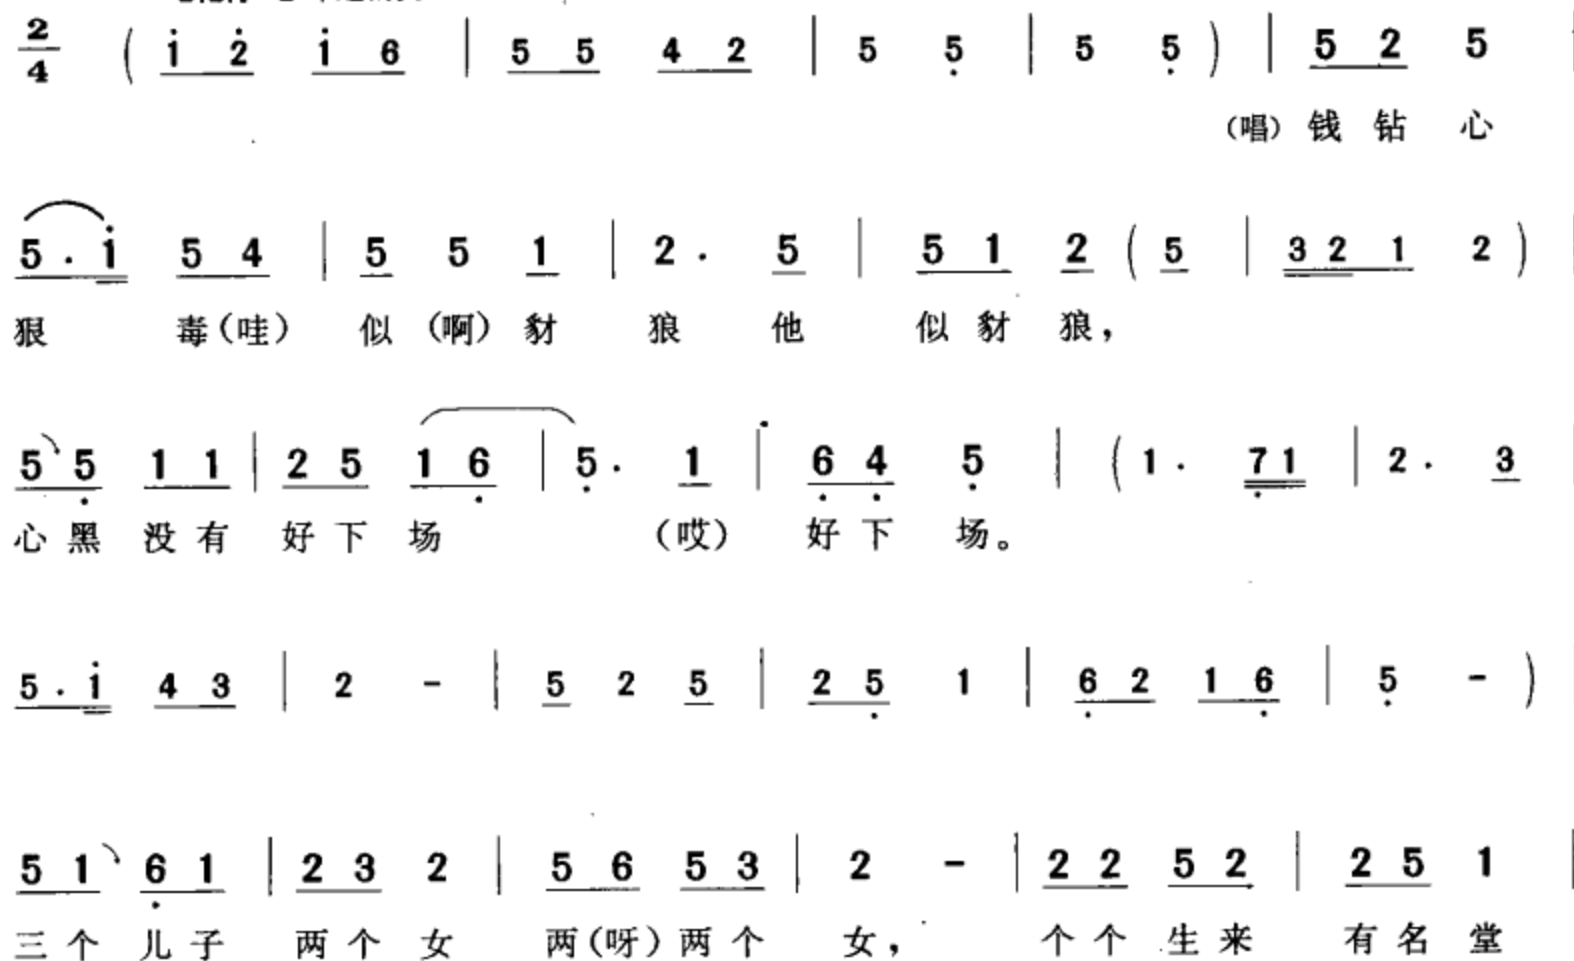 2/4 ( i̇ 2̇ i̇ 6 | 5 5 4 2 | 5 5̣ | 5 5̣ ) | 5 2 5 |
(唱) 钱 钻 心
5 · i̇ 5 4 | 5 5 1 | 2 · 5 | 5 1 2 ( 5 | 3 2 1 2 ) |
狠 毒 (哇) 似 (啊) 豺 狼 他 似 豺 狼，
5 5̣ 1 1 | 2 5 1 6̣ | 5̣ · 1 | 6̣ 4̣ 5̣ | ( 1 · 7̣ 1 | 2 · 3 |
心 黑 没 有 好 下 场 (哎) 好 下 场。
5 · i̇ 4 3 | 2 - | 5 2 5 | 2 5̣ 1 | 6̣ 2 1 6̣ | 5̣ - ) |
5 1 6̣ 1 | 2 3 2 | 5 6 5 3 | 2 - | 2 2 5 2 | 2 5 1 |
三 个 儿 子 两 个 女 两 (呀) 两 个 女， 个 个 生 来 有 名 堂